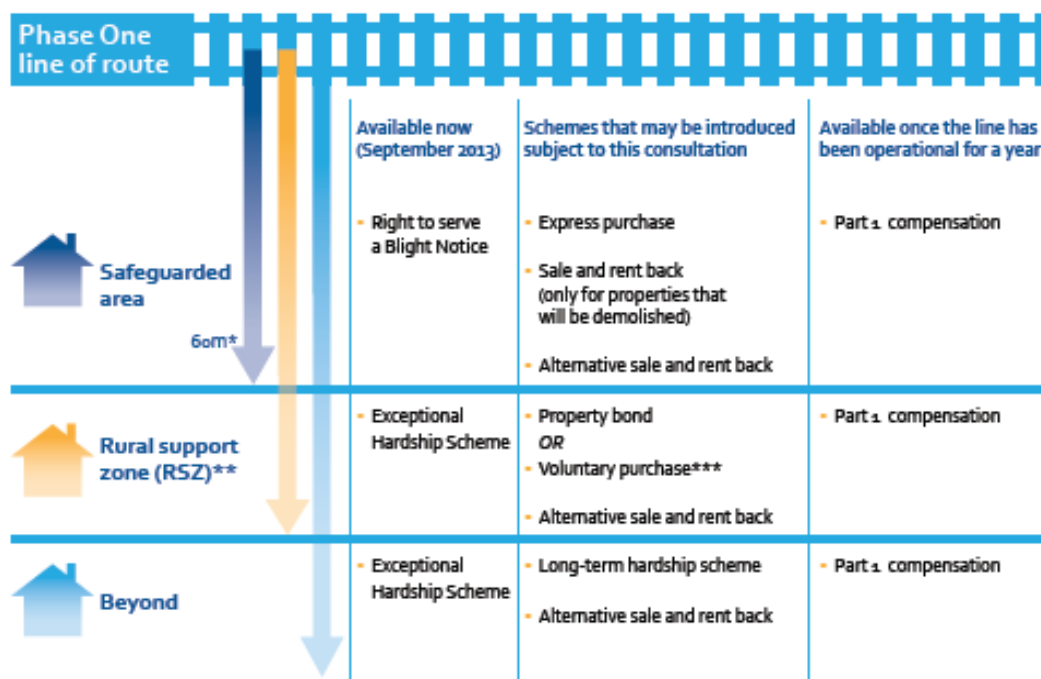 Phase One
line of route
Available now
(September 2013)
Schemes that may be introduced
subject to this consultation
Available once the line has
been operational for a year
Safeguarded
area
60m*
- Right to serve
a Blight Notice
- Express purchase
- Sale and rent back
(only for properties that
will be demolished)
- Alternative sale and rent back
- Part 1 compensation
Rural support
zone (RSZ)**
- Exceptional
Hardship Scheme
- Property bond
OR
- Voluntary purchase***
- Alternative sale and rent back
- Part 1 compensation
Beyond
- Exceptional
Hardship Scheme
- Long-term hardship scheme
- Alternative sale and rent back
- Part 1 compensation